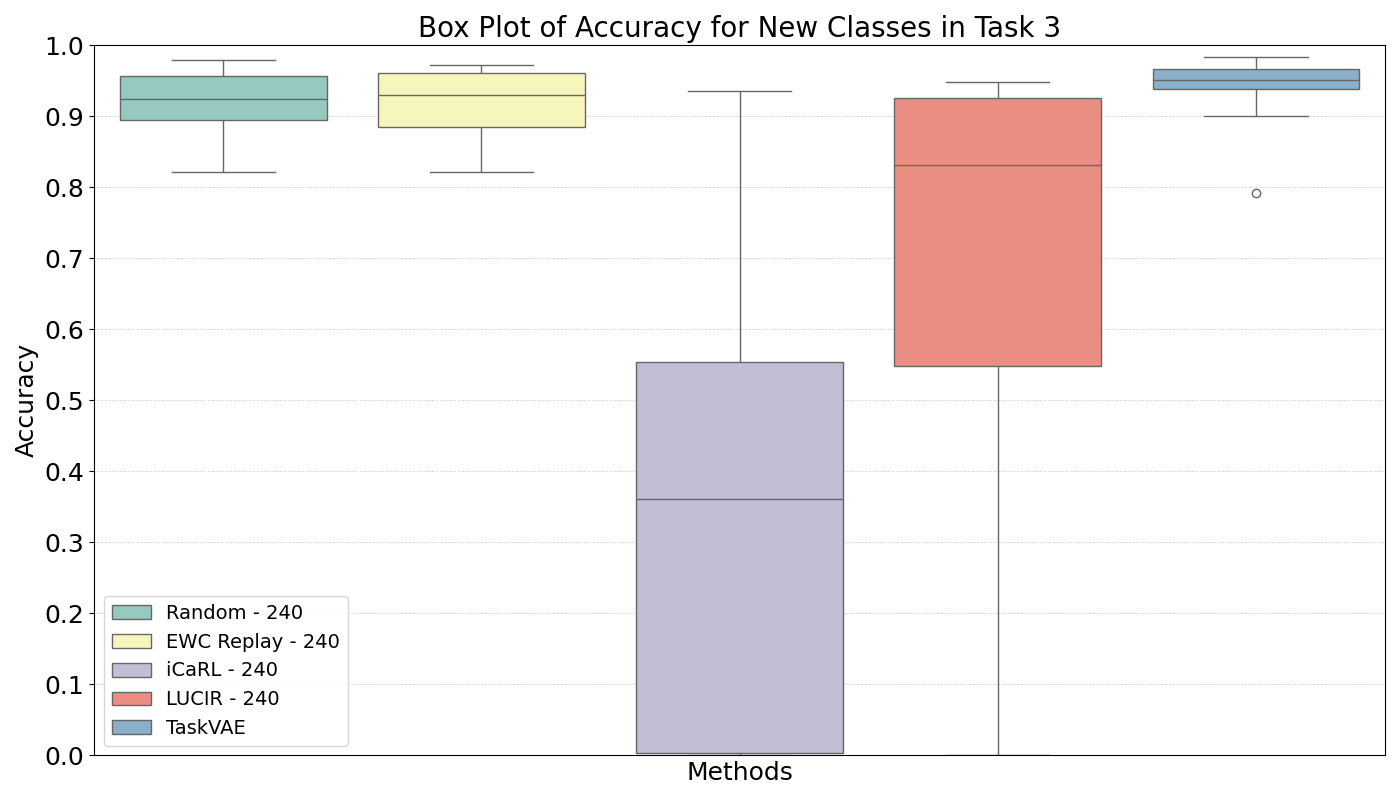 Box Plot of Accuracy for New Classes in Task 3
1.0
0.9
0.8
0.7
0.6
0.5
0.4
0.3
0.2
0.1
0.0
Accuracy
Random - 240
EWC Replay - 240
iCaRL - 240
LUCIR - 240
TaskVAE
Methods